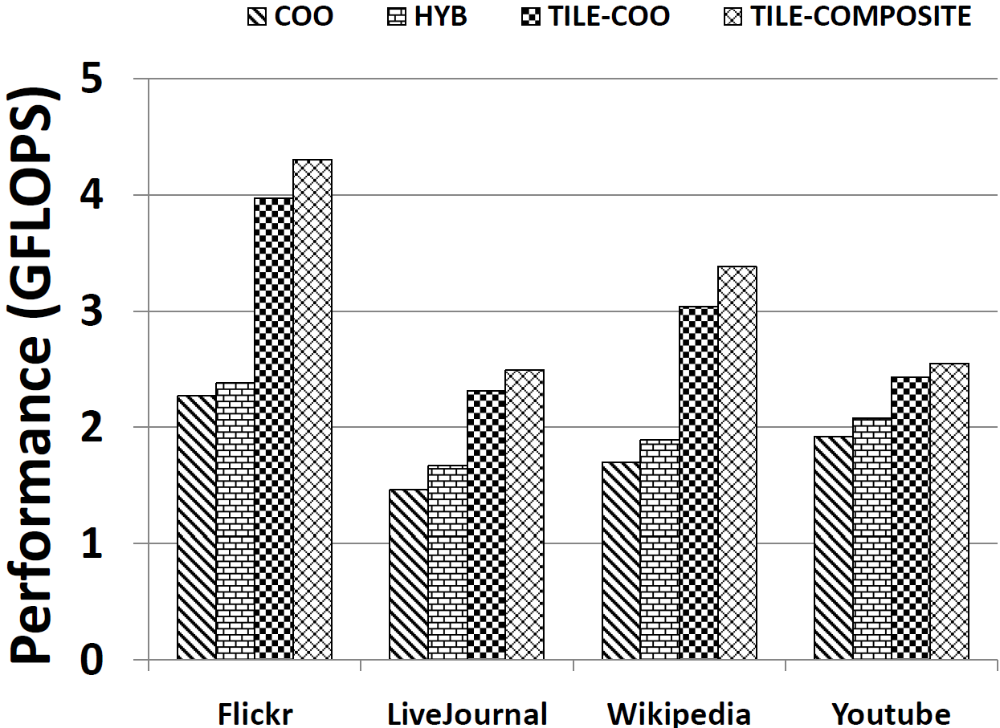 COO HYB TILE-COO TILE-COMPOSITE
Performance (GFLOPS)
5
4
3
2
1
0
Flickr LiveJournal Wikipedia Youtube